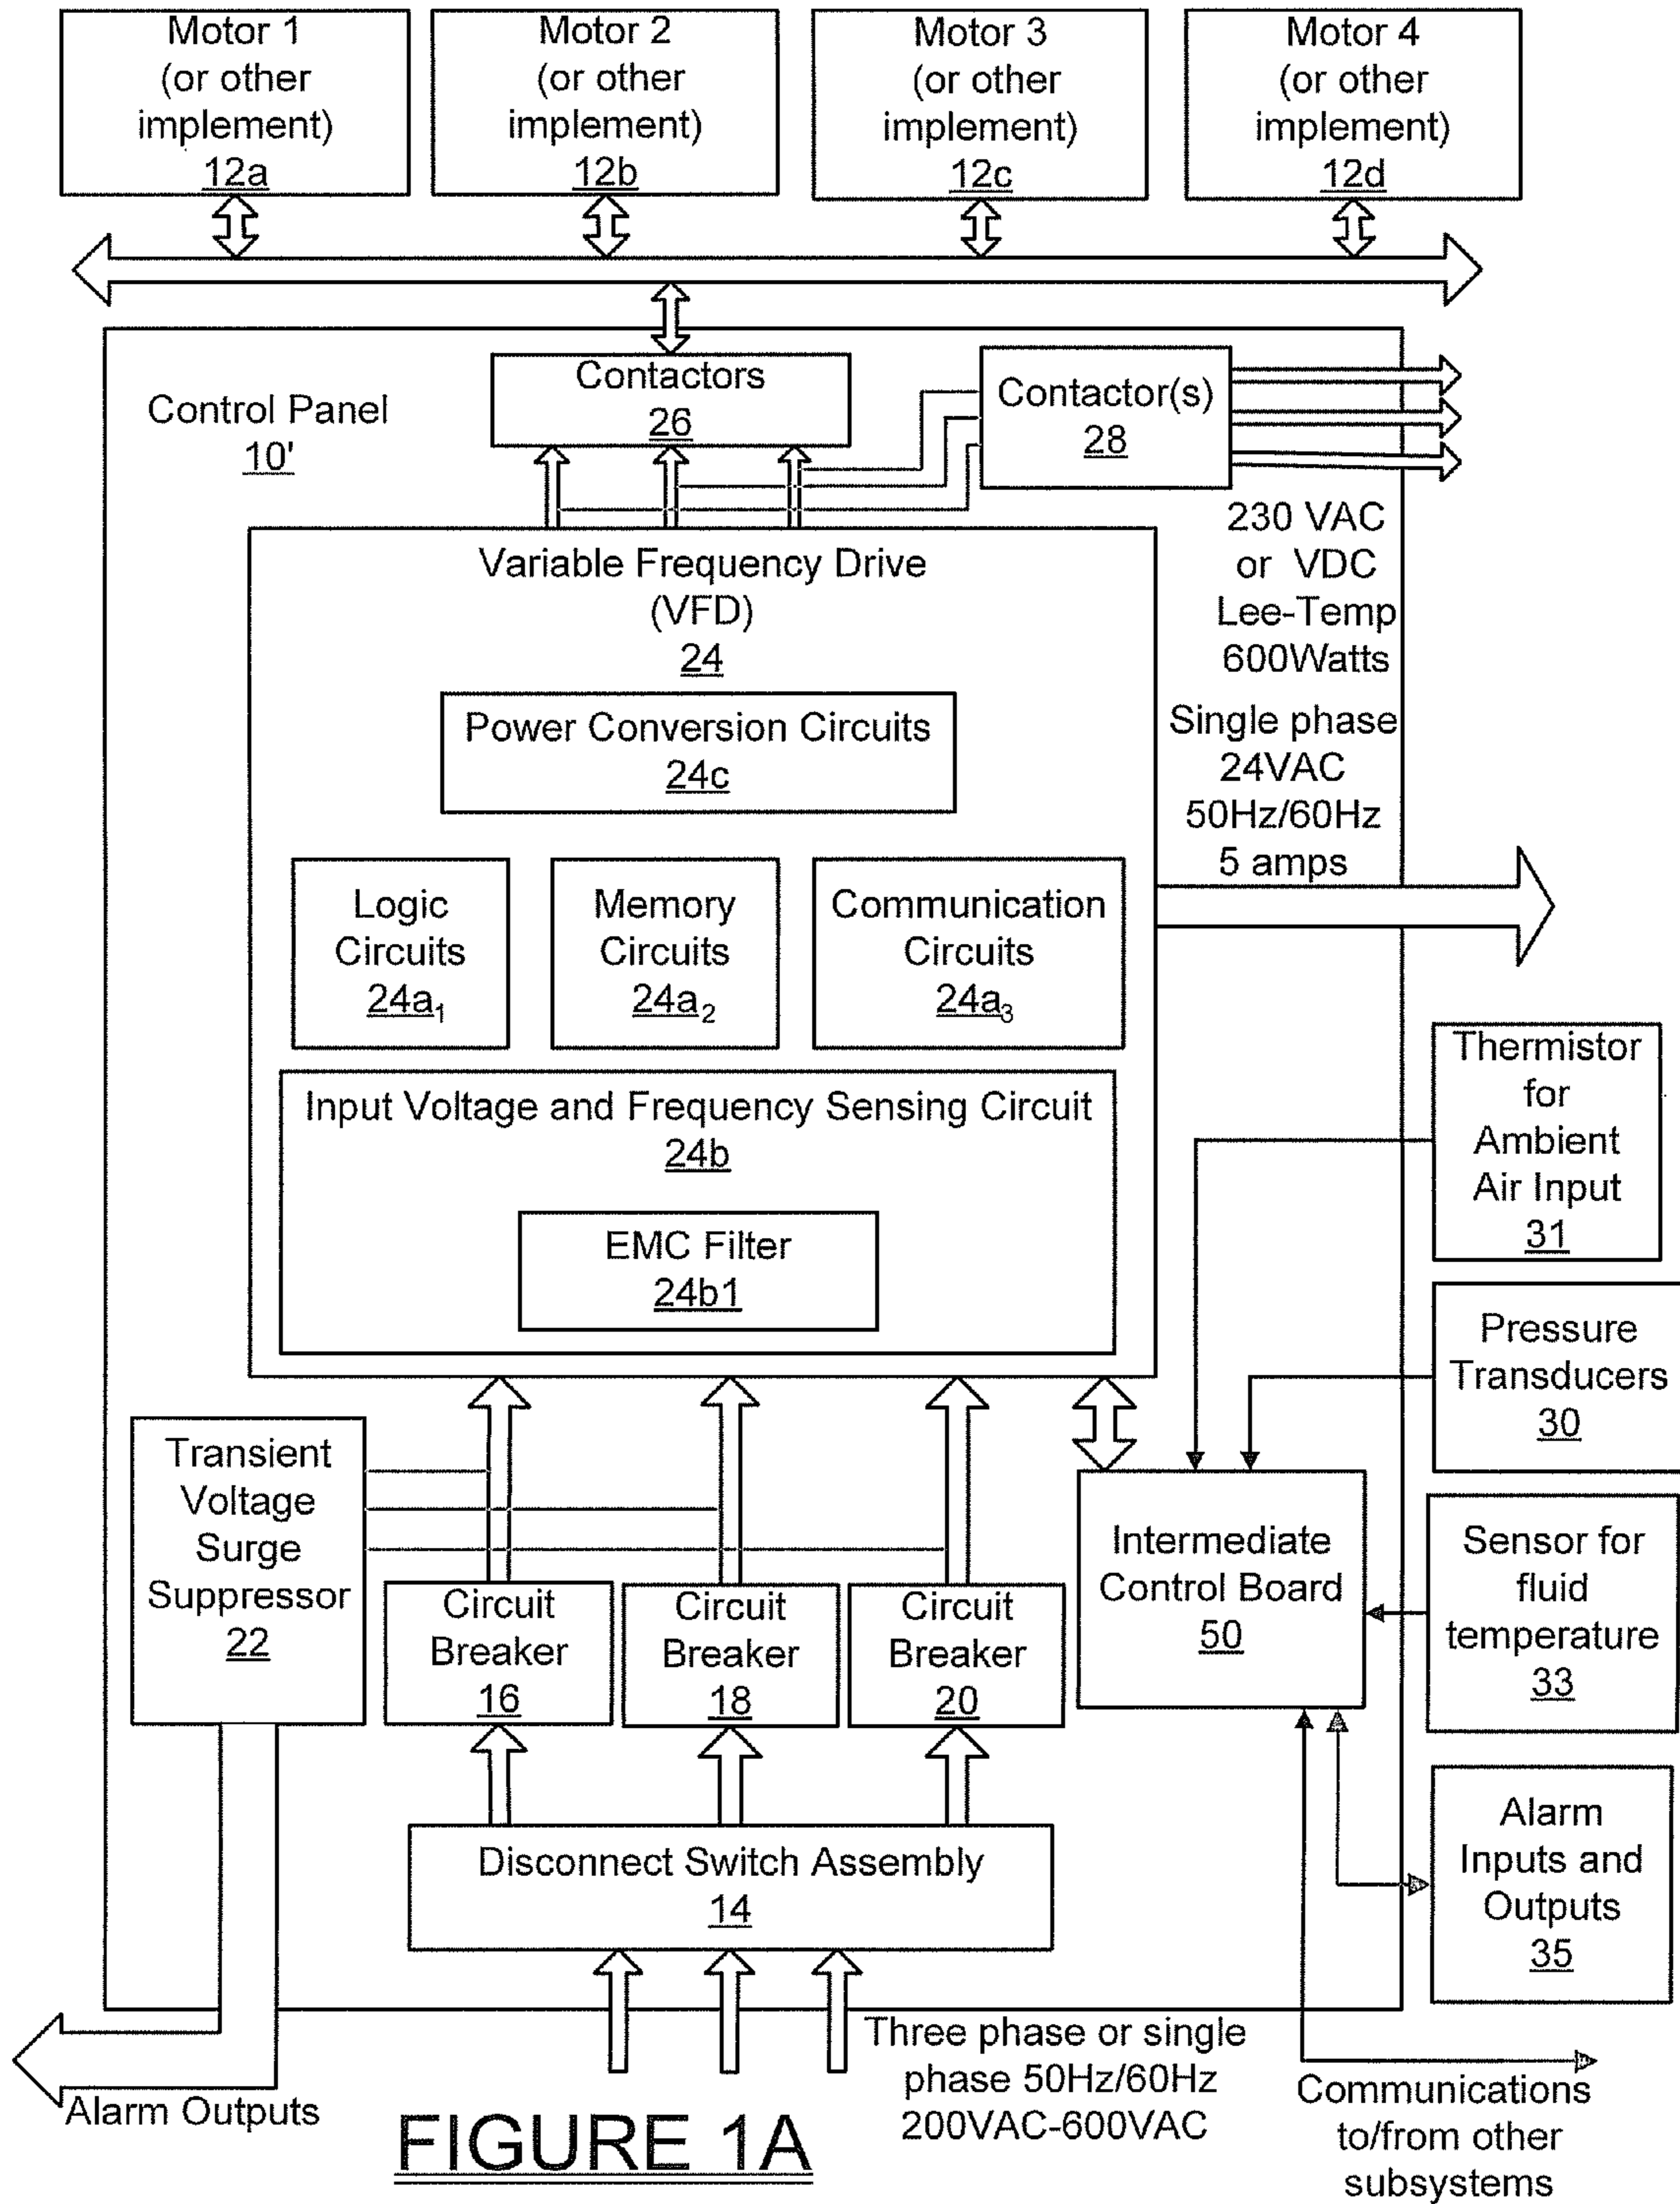 Motor 1
(or other
implement)
12a
Motor 2
(or other
implement)
12b
Motor 3
(or other
implement)
12c
Motor 4
(or other
implement)
12d
Control Panel
10'
Contactors
26
Contactor(s)
28
230 VAC
or VDC
Lee-Temp
600Watts
Single phase
24VAC
50Hz/60Hz
5 amps
Variable Frequency Drive
(VFD)
24
Power Conversion Circuits
24c
Logic
Circuits
24a1
Memory
Circuits
24a2
Communication
Circuits
24a3
Input Voltage and Frequency Sensing Circuit
24b
EMC Filter
24b1
Thermistor
for
Ambient
Air Input
31
Pressure
Transducers
30
Transient
Voltage
Surge
Suppressor
22
Circuit
Breaker
16
Circuit
Breaker
18
Circuit
Breaker
20
Intermediate
Control Board
50
Sensor for
fluid
temperature
33
Disconnect Switch Assembly
14
Alarm
Inputs and
Outputs
35
Three phase or single
phase 50Hz/60Hz
200VAC-600VAC
Alarm Outputs
Communications
to/from other
subsystems
FIGURE 1A